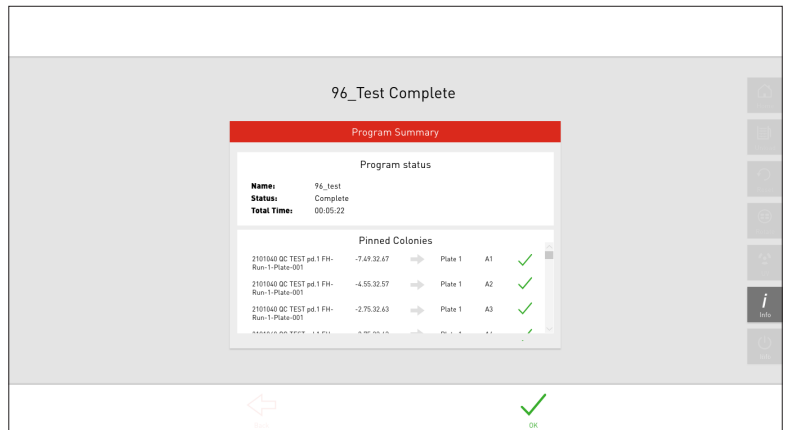 96_Test Complete
Program Summary
Program status
Name: 96_test
Status: Complete
Total Time: 00:05:22
Pinned Colonies
2101040 QC TEST pd.1 FH- -7.49.32.67 Plate 1 A1
Run-1-Plate-001
2101040 QC TEST pd.1 FH- -4.55.32.57 Plate 1 A2
Run-1-Plate-001
2101040 QC TEST pd.1 FH- -2.75.32.63 Plate 1 A3
Run-1-Plate-001
Info
OK